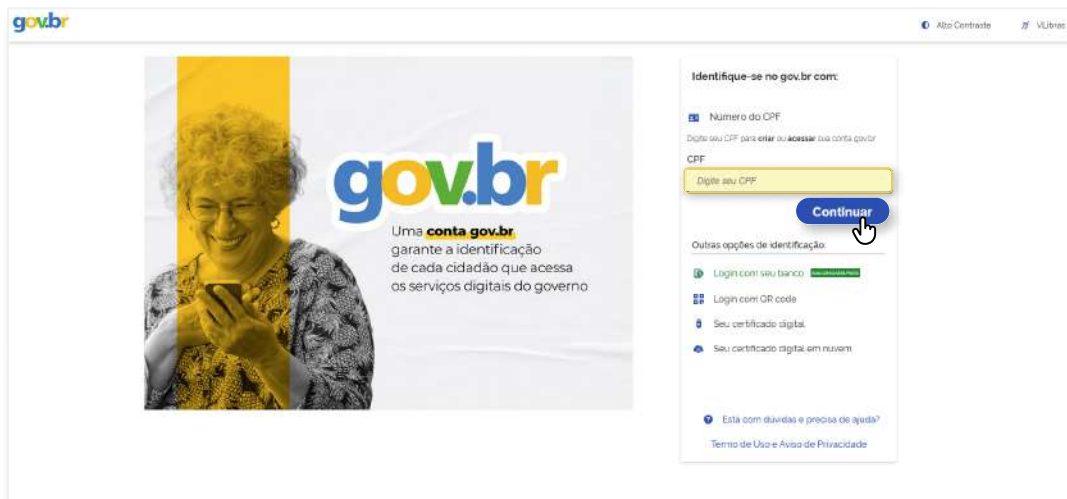 gov.br
Alto Contraste
VLibras
gov.br
Uma conta gov.br
garante a identificação
de cada cidadão que acessa
os serviços digitais do governo
Identifique-se no gov.br com:
Número do CPF
Digite seu CPF para criar ou acessar sua conta gov.br
CPF
Digite seu CPF
Continuar
Outras opções de identificação:
Login com seu banco
Login com QR code
Seu certificado digital
Seu certificado digital em nuvem
Está com dúvidas e precisa de ajuda?
Termo de Uso e Aviso de Privacidade